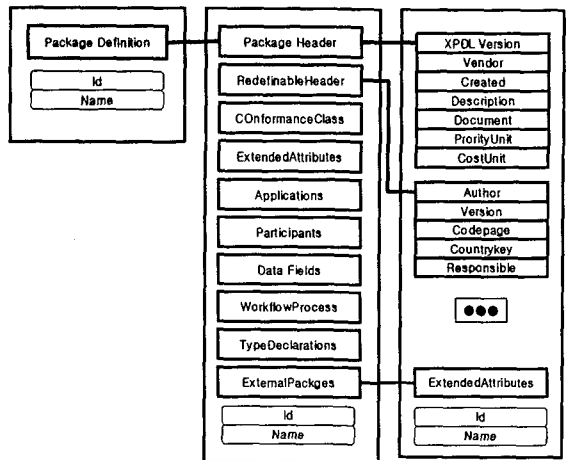 Package Definition
Id
Name
Package Header
RedefinableHeader
COnformanceClass
ExtendedAttributes
Applications
Participants
Data Fields
WorkflowProcess
TypeDeclarations
ExternalPackges
Id
Name
XPDL Version
Vendor
Created
Description
Document
ProrityUnit
CostUnit
Author
Version
Codepage
Countrykey
Responsible
ExtendedAttributes
Id
Name